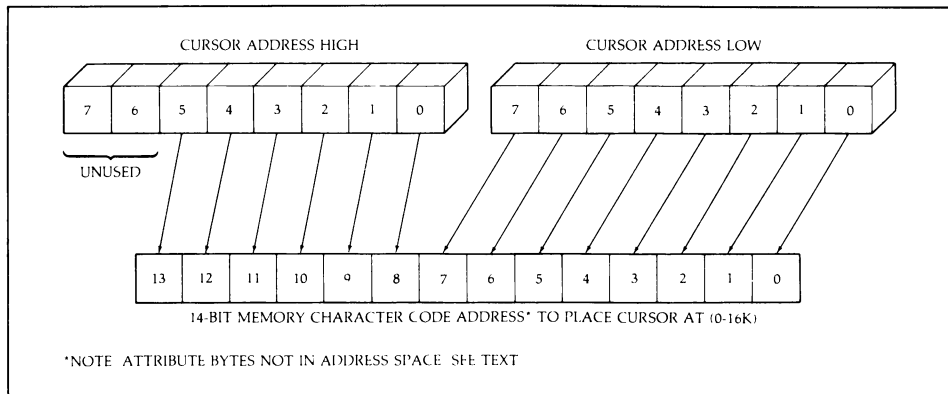 CURSOR ADDRESS HIGH
CURSOR ADDRESS LOW
7 6 5 4 3 2 1 0
7 6 5 4 3 2 1 0
UNUSED
13 12 11 10 9 8 7 6 5 4 3 2 1 0
14-BIT MEMORY CHARACTER CODE ADDRESS* TO PLACE CURSOR AT (0-16K)
*NOTE ATTRIBUTE BYTES NOT IN ADDRESS SPACE SEE TEXT